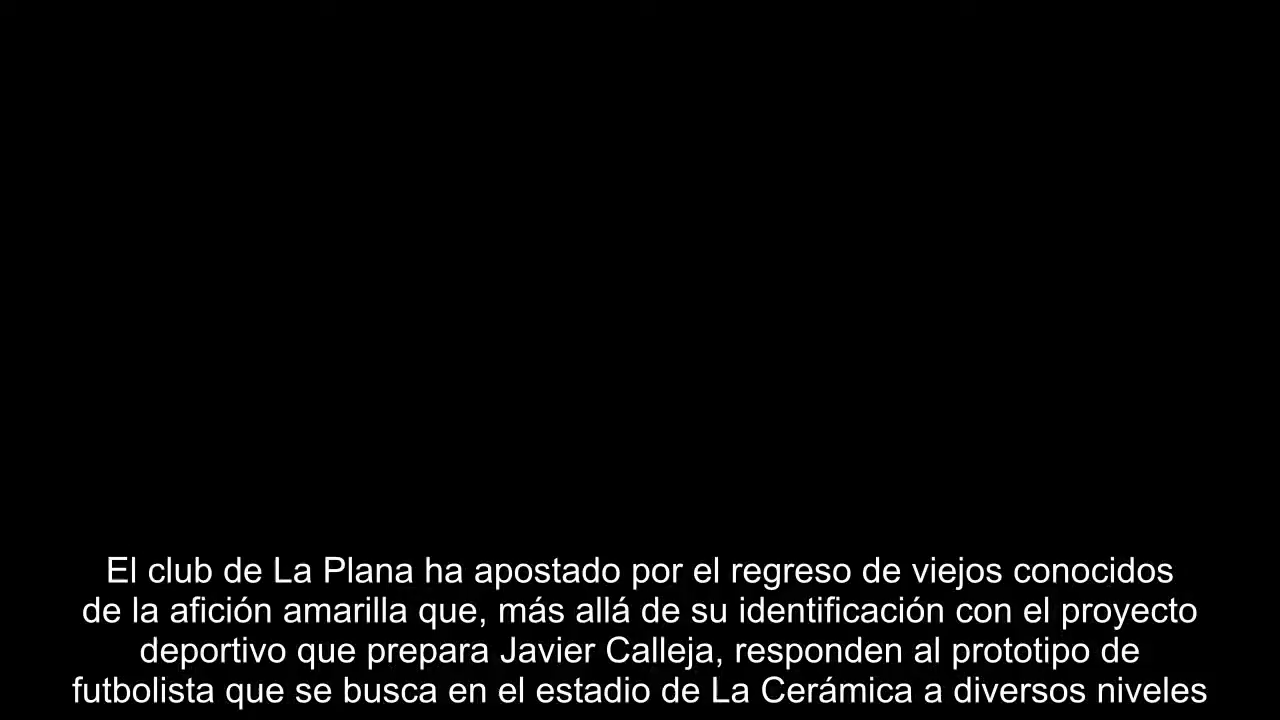 El club de La Plana ha apostado por el regreso de viejos conocidos
de la afición amarilla que, más allá de su identificación con el proyecto
deportivo que prepara Javier Calleja, responden al prototipo de
futbolista que se busca en el estadio de La Cerámica a diversos niveles